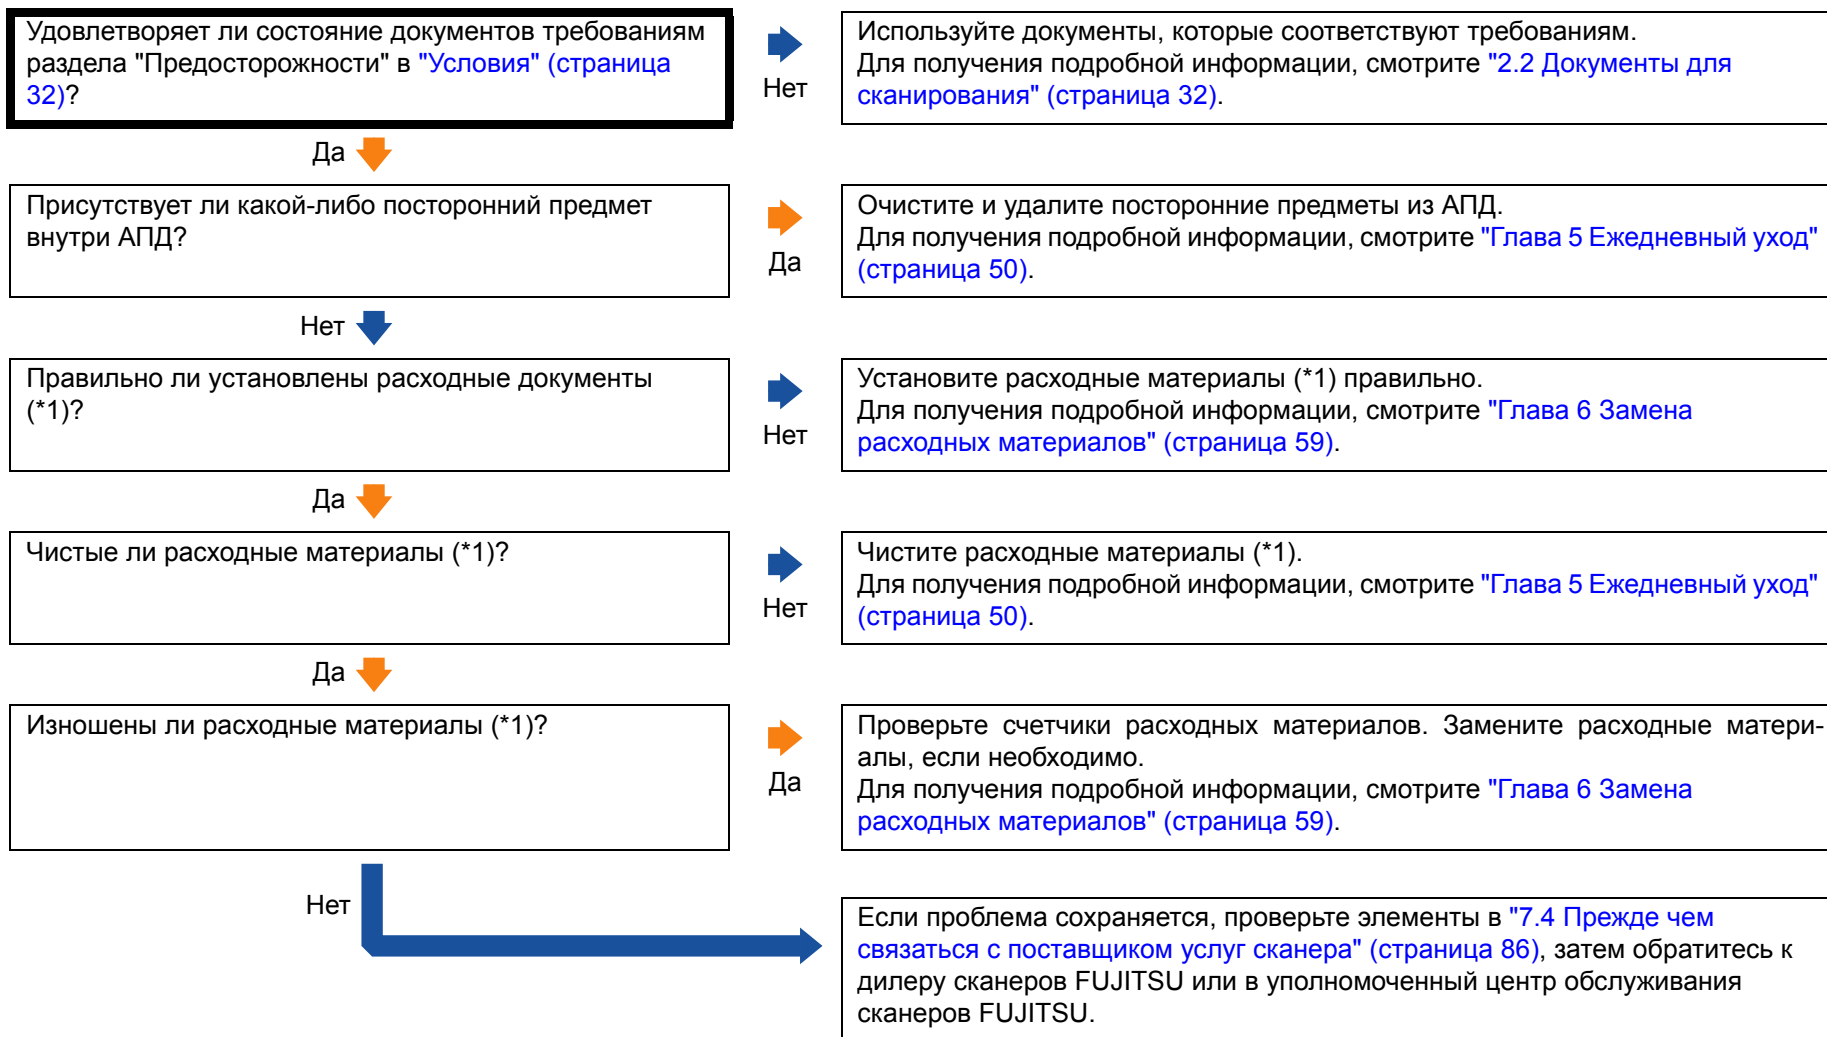 Удовлетворяет ли состояние документов требованиям
раздела "Предосторожности" в "Условия" (страница
32)?
Нет
Используйте документы, которые соответствуют требованиям.
Для получения подробной информации, смотрите "2.2 Документы для
сканирования" (страница 32).
Да
Присутствует ли какой-либо посторонний предмет
внутри АПД?
Да
Очистите и удалите посторонние предметы из АПД.
Для получения подробной информации, смотрите "Глава 5 Ежедневный уход"
(страница 50).
Нет
Правильно ли установлены расходные документы
(*1)?
Нет
Установите расходные материалы (*1) правильно.
Для получения подробной информации, смотрите "Глава 6 Замена
расходных материалов" (страница 59).
Да
Чистые ли расходные материалы (*1)?
Нет
Чистите расходные материалы (*1).
Для получения подробной информации, смотрите "Глава 5 Ежедневный уход"
(страница 50).
Да
Изношены ли расходные материалы (*1)?
Да
Проверьте счетчики расходных материалов. Замените расходные матери-
алы, если необходимо.
Для получения подробной информации, смотрите "Глава 6 Замена
расходных материалов" (страница 59).
Нет
Если проблема сохраняется, проверьте элементы в "7.4 Прежде чем
связаться с поставщиком услуг сканера" (страница 86), затем обратитесь к
дилеру сканеров FUJITSU или в уполномоченный центр обслуживания
сканеров FUJITSU.